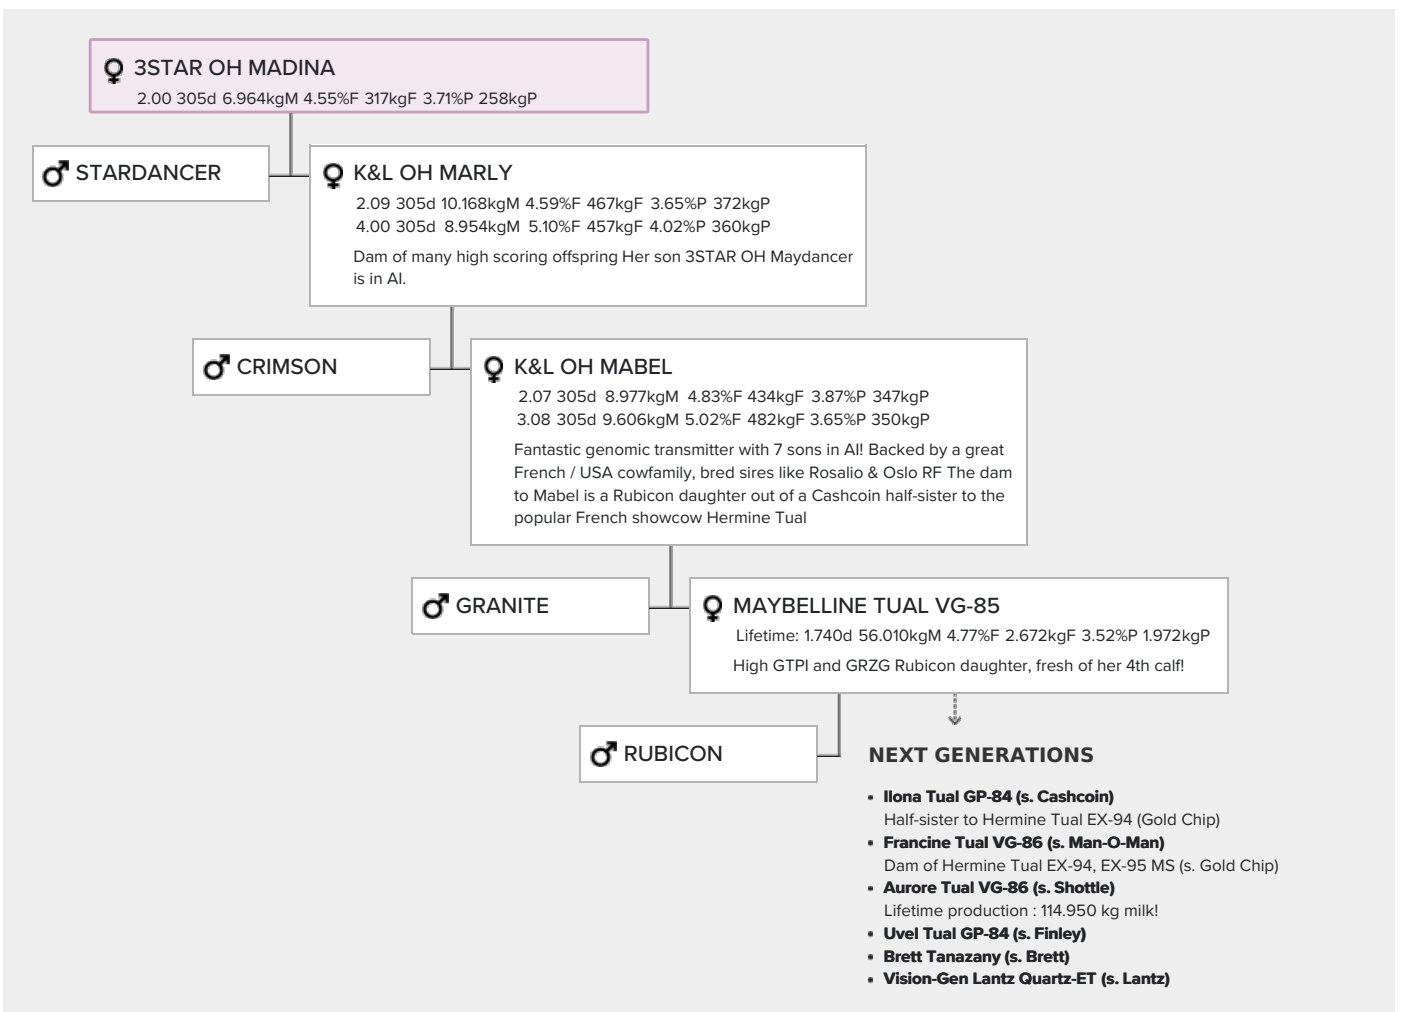 3STAR OH MADINA
2.00 305d 6.964kgM 4.55%F 317kgF 3.71%P 258kgP
STARDANCER
K&L OH MARLY
2.09 305d 10.168kgM 4.59%F 467kgF 3.65%P 372kgP
4.00 305d 8.954kgM 5.10%F 457kgF 4.02%P 360kgP
Dam of many high scoring offspring Her son 3STAR OH Maydancer
is in AI.
CRIMSON
K&L OH MABEL
2.07 305d 8.977kgM 4.83%F 434kgF 3.87%P 347kgP
3.08 305d 9.606kgM 5.02%F 482kgF 3.65%P 350kgP
Fantastic genomic transmitter with 7 sons in AI! Backed by a great
French / USA cowfamily, bred sires like Rosalio & Oslo RF The dam
to Mabel is a Rubicon daughter out of a Cashcoin half-sister to the
popular French showcow Hermine Tual
GRANITE
MAYBELLINE TUAL VG-85
Lifetime: 1.740d 56.010kgM 4.77%F 2.672kgF 3.52%P 1.972kgP
High GTPI and GRZG Rubicon daughter, fresh of her 4th calf!
RUBICON
NEXT GENERATIONS
• Ilona Tual GP-84 (s. Cashcoin)
Half-sister to Hermine Tual EX-94 (Gold Chip)
• Francine Tual VG-86 (s. Man-O-Man)
Dam of Hermine Tual EX-94, EX-95 MS (s. Gold Chip)
• Aurore Tual VG-86 (s. Shottle)
Lifetime production : 114.950 kg milk!
• Uvel Tual GP-84 (s. Finley)
• Brett Tanazany (s. Brett)
• Vision-Gen Lantz Quartz-ET (s. Lantz)